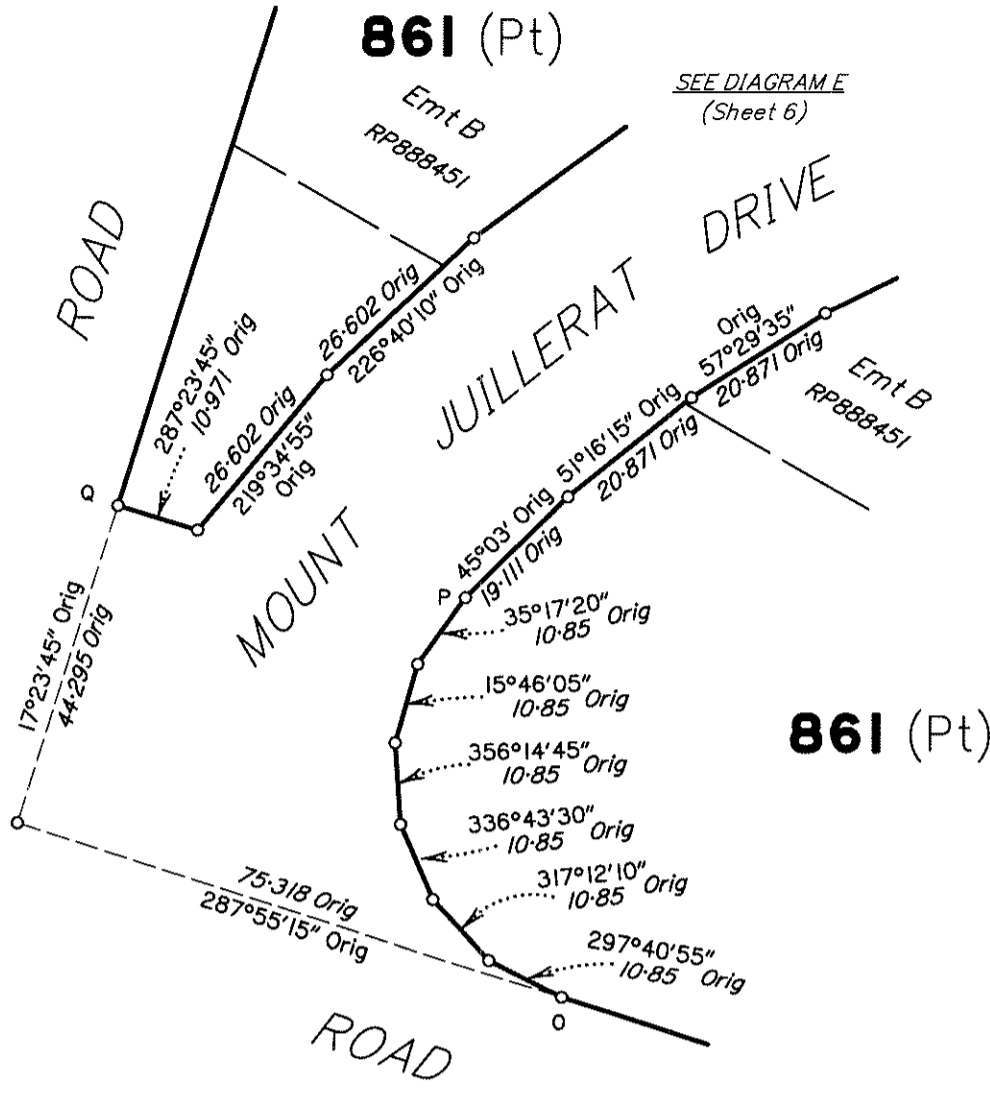 861 (Pt)
SEE DIAGRAM E
(Sheet 6)
Emt B
RP888451
ROAD
DRIVE
JUILLERAT
MOUNT
26·602 Orig
226°40'10" Orig
287°23'45"
10·971 Orig
26·602 Orig
219°34'55"
Orig
Orig
57°29'35"
20·871 Orig
Emt B
RP888451
51°16'15" Orig
20·871 Orig
Q
45°03' Orig
19·111 Orig
P
35°17'20"
10·85 Orig
17°23'45" Orig
44·295 Orig
15°46'05"
10·85 Orig
861 (Pt)
356°14'45"
10·85 Orig
336°43'30"
10·85 Orig
317°12'10"
10·85 Orig
75·318 Orig
287°55'15" Orig
297°40'55"
10·85 Orig
O
ROAD